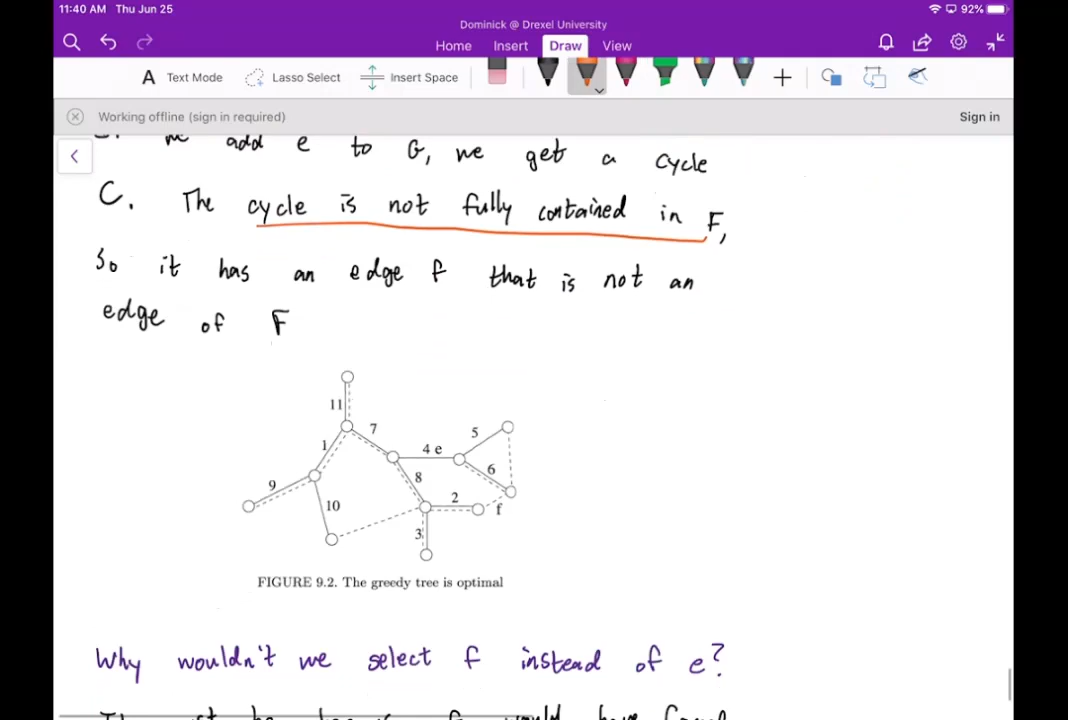 11:40 AM Thu Jun 25
92%
Dominick @ Drexel University
Home Insert Draw View
A Text Mode Lasso Select Insert Space
Working offline (sign in required) Sign in
we add e to G, we get a cycle
C. The cycle is not fully contained in F,
So it has an edge f that is not an
edge of F
11
7
1
4 e
5
6
9
8
10
2
f
3
FIGURE 9.2. The greedy tree is optimal
Why wouldn't we select f instead of e?